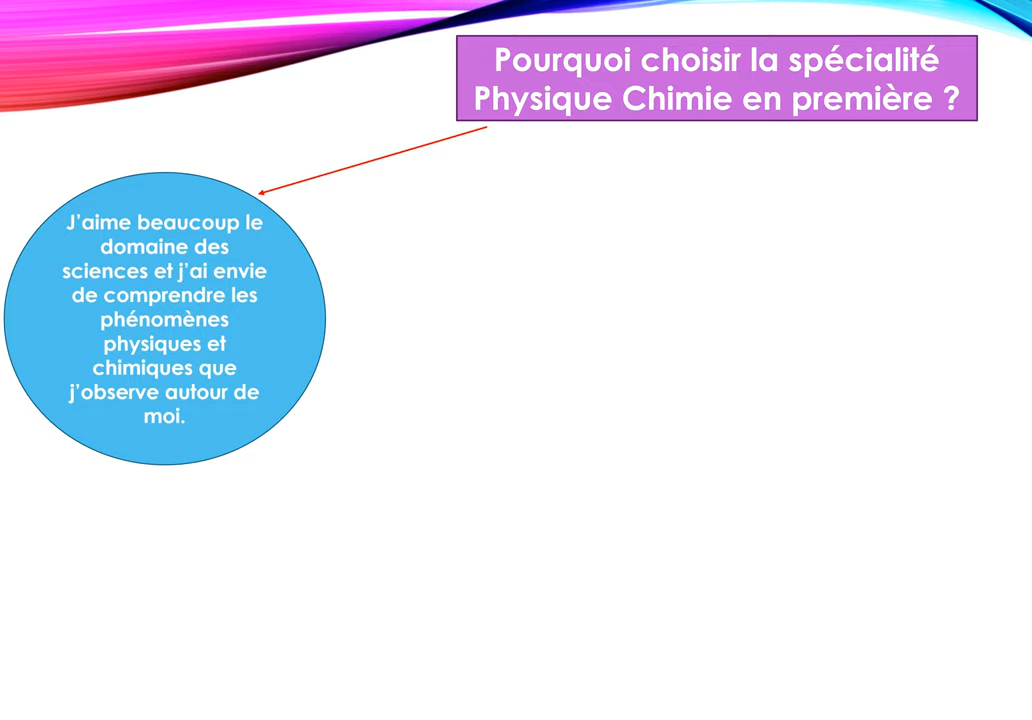 Pourquoi choisir la spécialité
Physique Chimie en première ?
J’aime beaucoup le
domaine des
sciences et j’ai envie
de comprendre les
phénomènes
physiques et
chimiques que
j’observe autour de
moi.